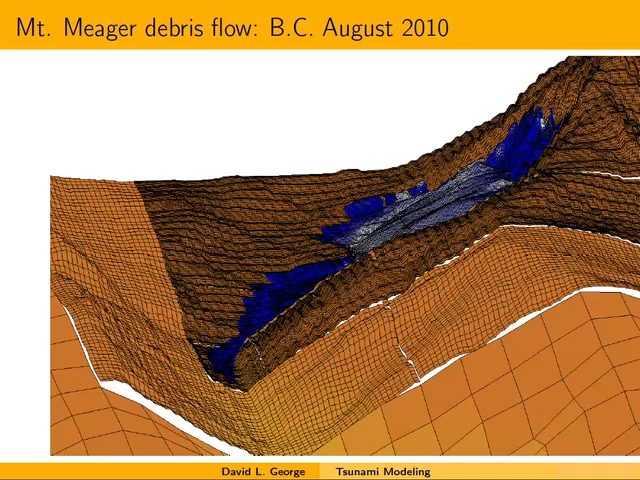 Mt. Meager debris flow: B.C. August 2010
David L. George
Tsunami Modeling